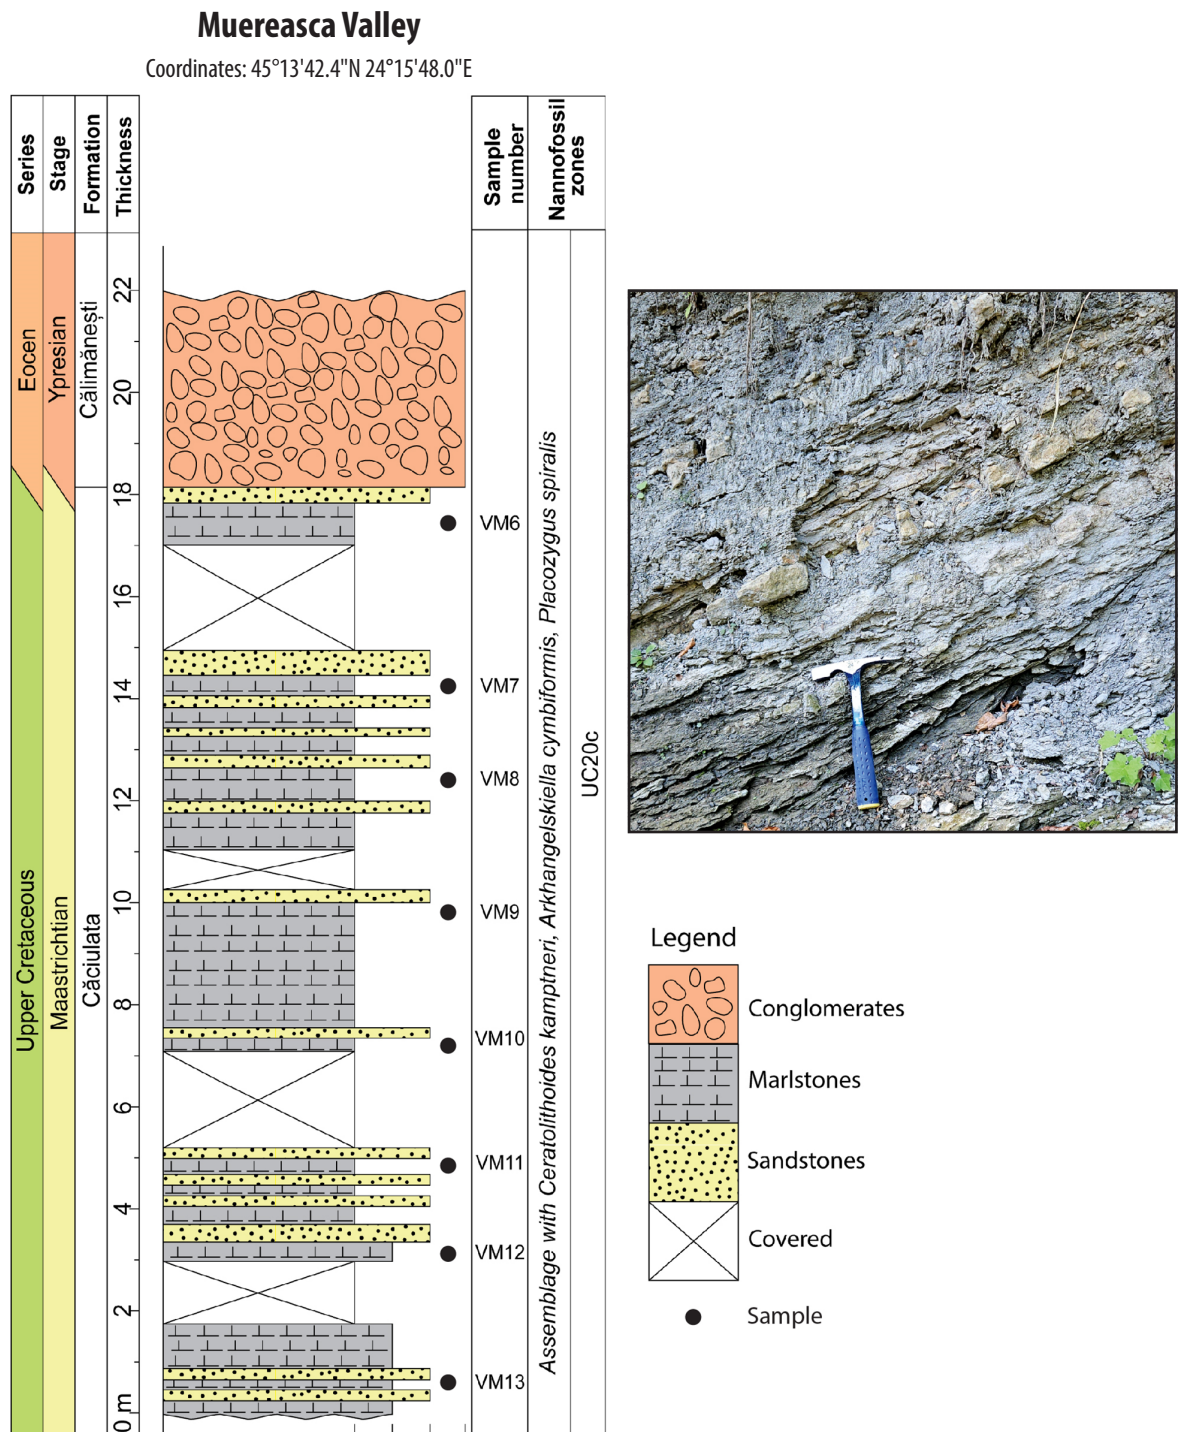 Muereasca Valley
Coordinates: 45°13'42.4"N 24°15'48.0"E
Series
Stage
Formation
Thickness
Sample number
Nannofossil zones
Eocen
Ypresian
Călimănești
Upper Cretaceous
Maastrichtian
Căciulata
22
20
18
16
14
12
10
8
6
4
2
0 m
VM6
VM7
VM8
VM9
VM10
VM11
VM12
VM13
Assemblage with Ceratolithoides kamptneri, Arkhangelskiella cymbiformis, Placozygus spiralis
UC20c
Legend
Conglomerates
Marlstones
Sandstones
Covered
Sample